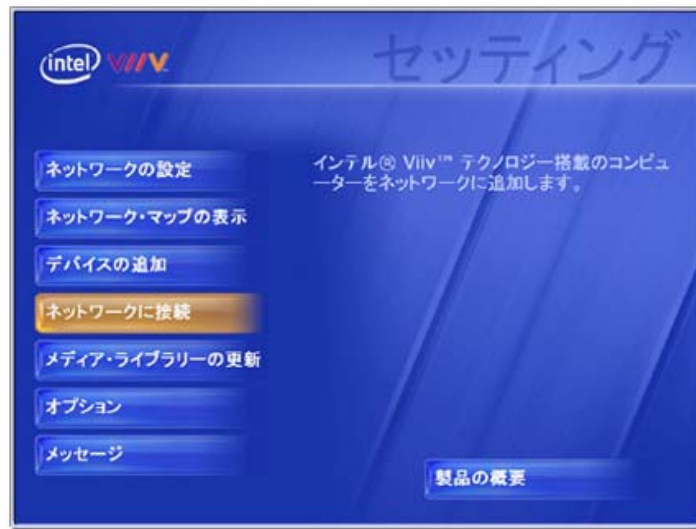 intel VIIV
セッティング
ネットワークの設定
インテル® Viiv™ テクノロジー搭載のコンピュ
ーターをネットワークに追加します。
ネットワーク・マップの表示
デバイスの追加
ネットワークに接続
メディア・ライブラリーの更新
オプション
メッセージ
製品の概要